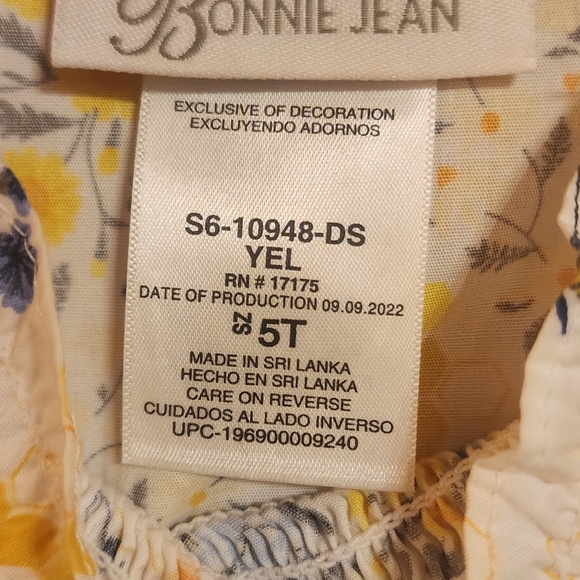 BONNIE JEAN
EXCLUSIVE OF DECORATION
EXCLUYENDO ADORNOS
S6-10948-DS
YEL
RN # 17175
DATE OF PRODUCTION 09.09.2022
SZ 5T
MADE IN SRI LANKA
HECHO EN SRI LANKA
CARE ON REVERSE
CUIDADOS AL LADO INVERSO
UPC-196900009240